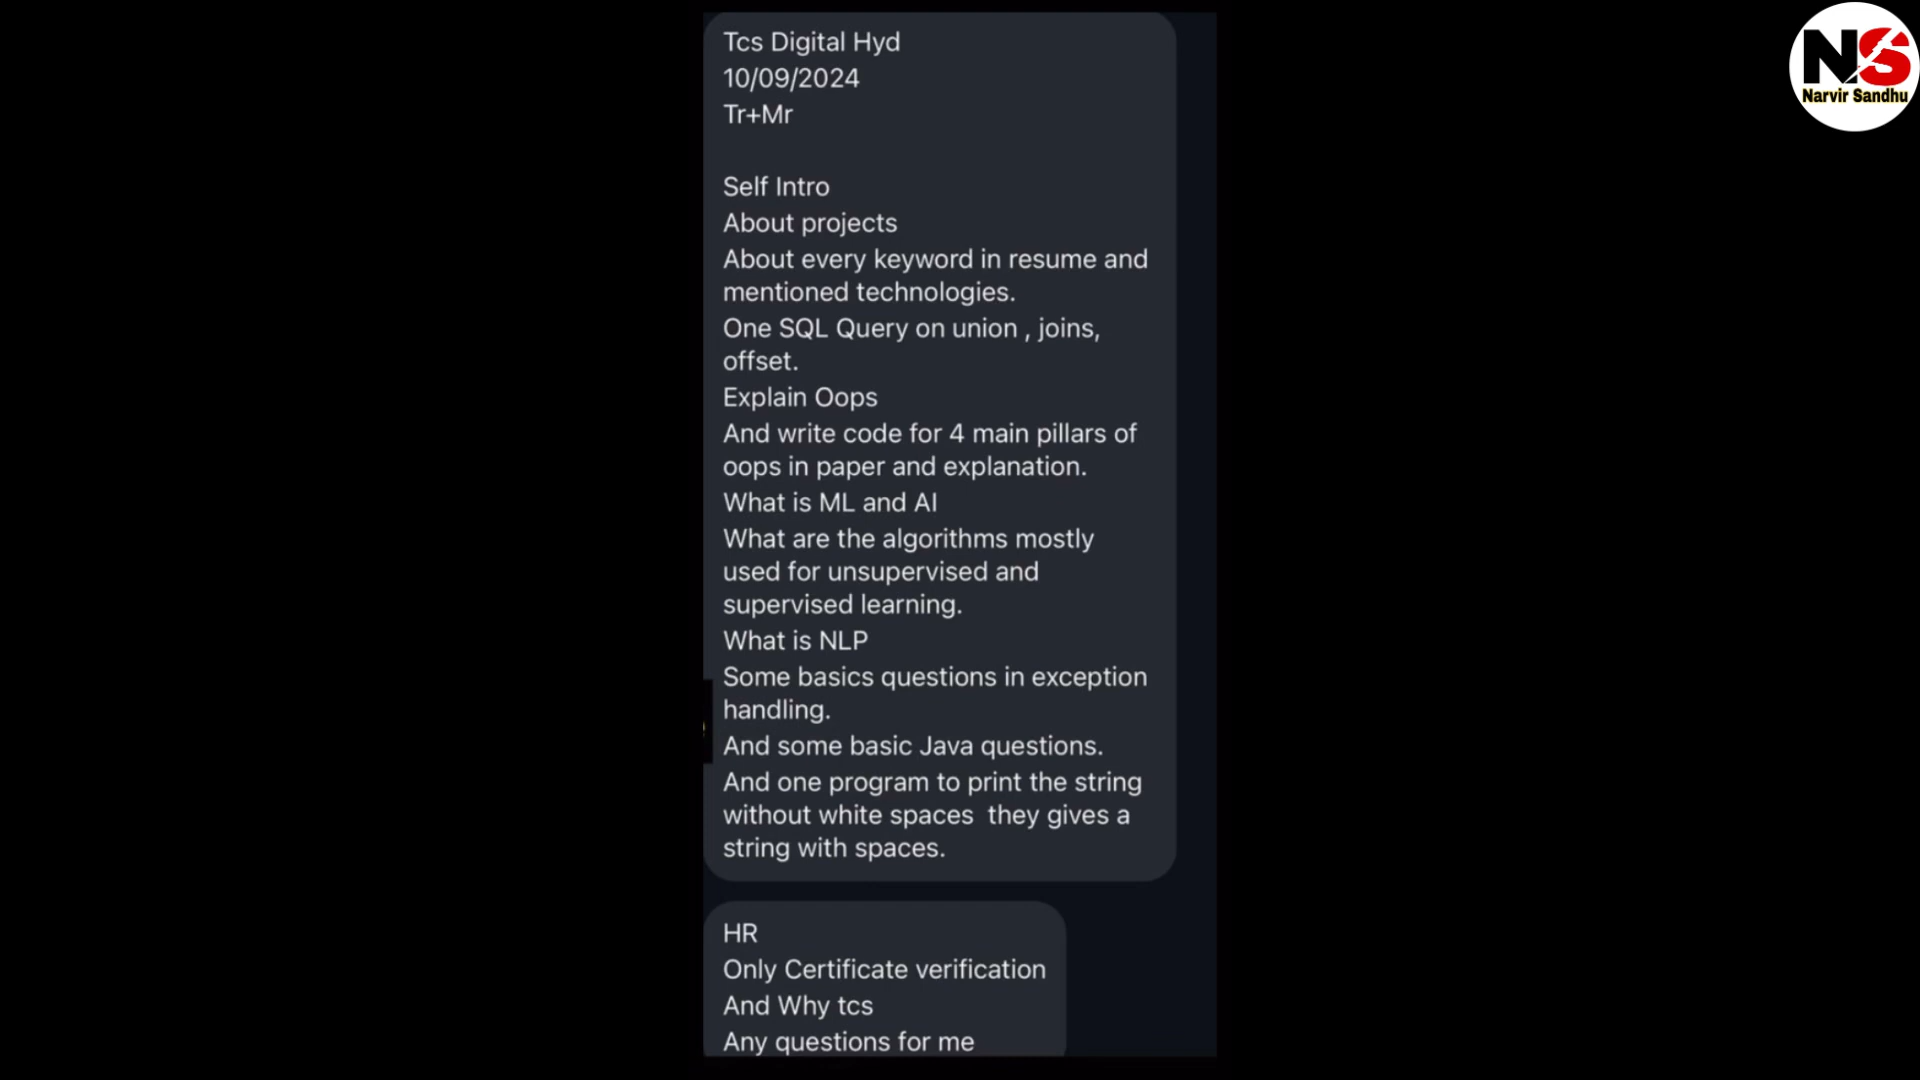 Tcs Digital Hyd
10/09/2024
Tr+Mr
Self Intro
About projects
About every keyword in resume and
mentioned technologies.
One SQL Query on union , joins,
offset.
Explain Oops
And write code for 4 main pillars of
oops in paper and explanation.
What is ML and AI
What are the algorithms mostly
used for unsupervised and
supervised learning.
What is NLP
Some basics questions in exception
handling.
And some basic Java questions.
And one program to print the string
without white spaces  they gives a
string with spaces.
HR
Only Certificate verification
And Why tcs
Any questions for me
NS
Narvir Sandhu